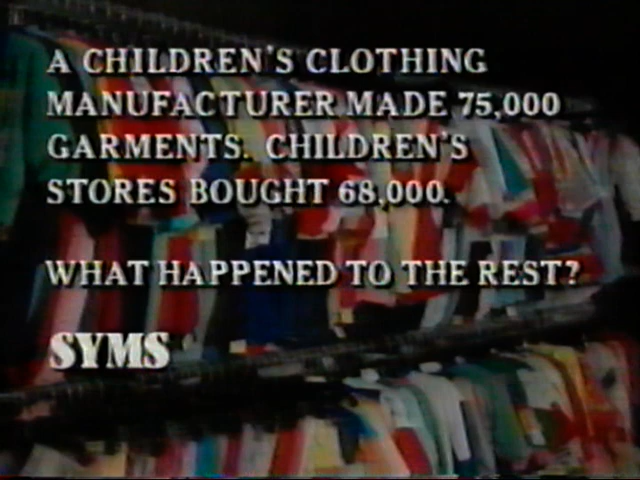 A CHILDREN'S CLOTHING
MANUFACTURER MADE 75,000
GARMENTS. CHILDREN'S
STORES BOUGHT 68,000.
WHAT HAPPENED TO THE REST?
SYMS